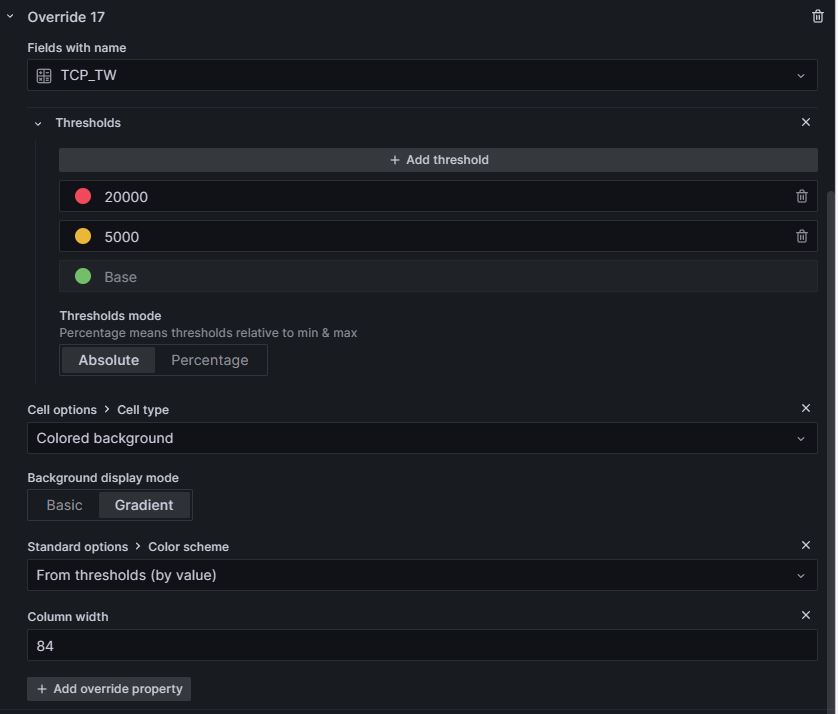 Override 17
Fields with name
TCP_TW
Thresholds
Add threshold
20000
5000
Base
Thresholds mode
Percentage means thresholds relative to min & max
Absolute Percentage
Cell options > Cell type
Colored background
Background display mode
Basic Gradient
Standard options > Color scheme
From thresholds (by value)
Column width
84
Add override property